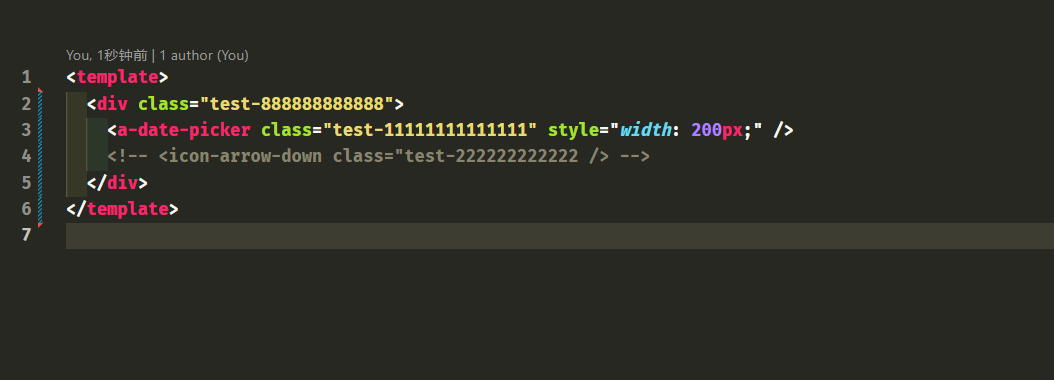 You, 1秒钟前 | 1 author (You)
1 <template>
2 <div class="test-888888888888">
3 <a-date-picker class="test-11111111111111" style="width: 200px;" />
4 <!-- <icon-arrow-down class="test-222222222222 /> -->
5 </div>
6 </template>
7